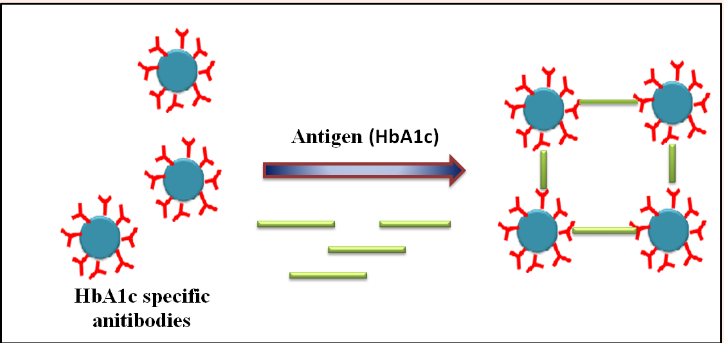 Antigen (HbA1c)
HbA1c specific
anitibodies